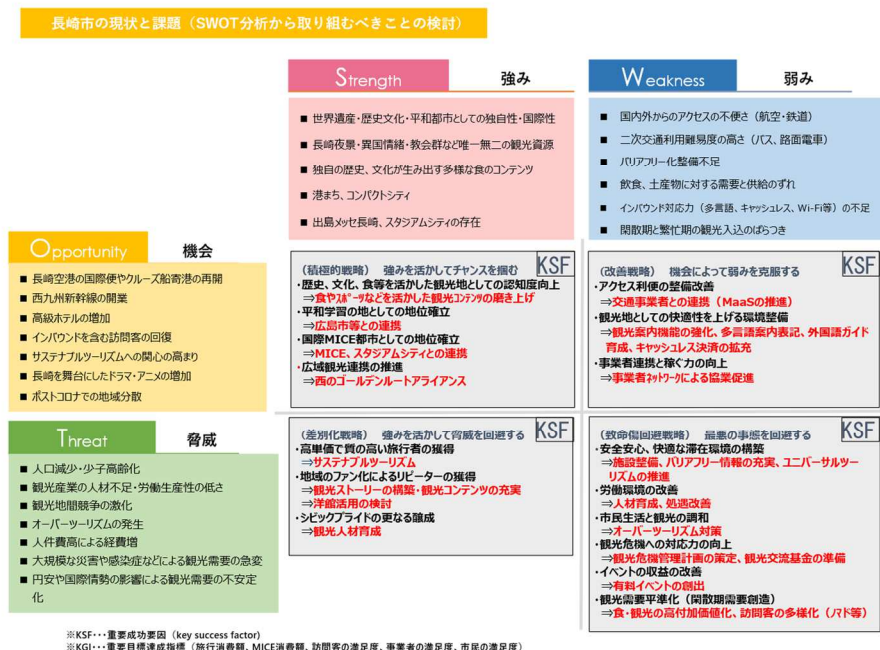 長崎市の現状と課題（SWOT分析から取り組むべきことの検討）
Strength 強み
■ 世界遺産・歴史文化・平和都市としての独自性・国際性
■ 長崎夜景・異国情緒・教会群など唯一無二の観光資源
■ 独自の歴史、文化が生み出す多様な食のコンテンツ
■ 港まち、コンパクトシティ
■ 出島メッセ長崎、スタジアムシティの存在
Weakness 弱み
■ 国内外からのアクセスの不便さ（航空・鉄道）
■ 二次交通利用難易度の高さ（バス、路面電車）
■ バリアフリー化整備不足
■ 飲食、土産物に対する需要と供給のずれ
■ インバウンド対応力（多言語、キャッシュレス、Wi-Fi等）の不足
■ 閑散期と繁忙期の観光入込のばらつき
Opportunity 機会
■ 長崎空港の国際便やクルーズ船寄港の再開
■ 西九州新幹線の開業
■ 高級ホテルの増加
■ インバウンドを含む訪問客の回復
■ サステナブルツーリズムへの関心の高まり
■ 長崎を舞台にしたドラマ・アニメの増加
■ ポストコロナでの地域分散
（積極的戦略） 強みを活かしてチャンスを掴む KSF
・歴史、文化、食等を活かした観光地としての認知度向上
⇒食やスポーツなどを活かした観光コンテンツの磨き上げ
・平和学習の地としての地位確立
⇒広島市等との連携
・国際MICE都市としての地位確立
⇒MICE、スタジアムシティとの連携
・広域観光連携の推進
⇒西のゴールデンルートアライアンス
（改善戦略） 機会によって弱みを克服する KSF
・アクセス利便の整備改善
⇒交通事業者との連携（MaaSの推進）
・観光地としての快適性を上げる環境整備
⇒観光案内機能の強化、多言語案内表記、外国語ガイド
育成、キャッシュレス決済の拡充
・事業者連携と稼ぐ力の向上
⇒事業者ネットワークによる協業促進
Threat 脅威
■ 人口減少・少子高齢化
■ 観光産業の人材不足・労働生産性の低さ
■ 観光地間競争の激化
■ オーバーツーリズムの発生
■ 人件費高による経費増
■ 大規模な災害や感染症などによる観光需要の急変
■ 円安や国際情勢の影響による観光需要の不安定
化
（差別化戦略） 強みを活かして脅威を回避する KSF
・高単価で質の高い旅行者の獲得
⇒サステナブルツーリズム
・地域のファン化によるリピーターの獲得
⇒観光ストーリーの構築・観光コンテンツの充実
⇒洋館活用の検討
・シビックプライドの更なる醸成
⇒観光人材育成
（致命傷回避戦略） 最悪の事態を回避する KSF
・安全安心、快適な滞在環境の構築
⇒施設整備、バリアフリー情報の充実、ユニバーサルツー
リズムの推進
・労働環境の改善
⇒人材育成、処遇改善
・市民生活と観光の調和
⇒オーバーツーリズム対策
・観光危機への対応力の向上
⇒観光危機管理計画の策定、観光交流基金の準備
・イベントの収益の改善
⇒有料イベントの創出
・観光需要平準化（閑散期需要創造）
⇒食・観光の高付加価値化、訪問客の多様化（ノマド等）
※KSF・・・重要成功要因（key success factor)
※KGI・・・重要目標達成指標（旅行消費額、MICE消費額、訪問客の満足度、事業者の満足度、市民の満足度）